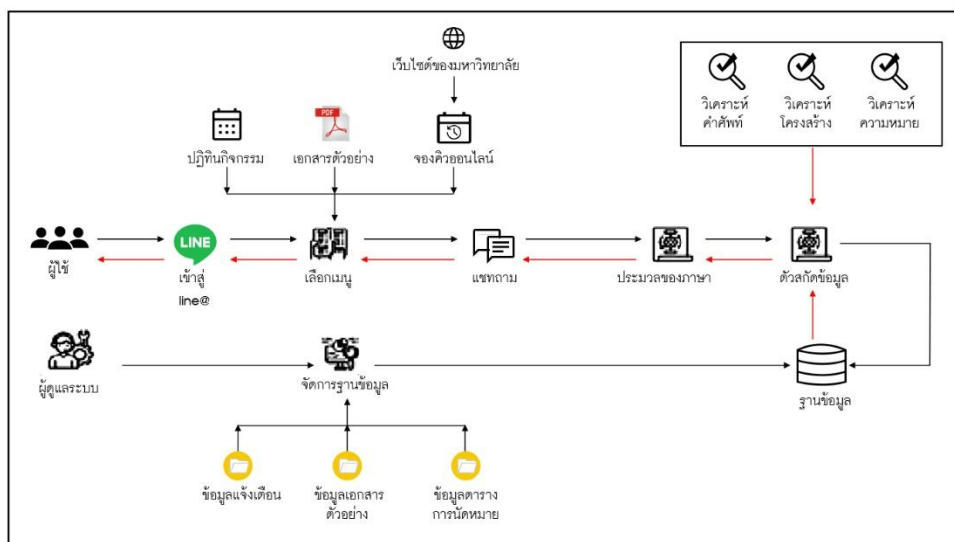 เว็บไซต์ของมหาวิทยาลัย
PDF
ปฏิทินกิจกรรม
เอกสารตัวอย่าง
จองคิวออนไลน์
วิเคราะห์
คำศัพท์
วิเคราะห์
โครงสร้าง
วิเคราะห์
ความหมาย
LINE
ผู้ใช้
เข้าสู่
line@
เลือกเมนู
แชทถาม
ประมวลของภาษา
ตัวสกัดข้อมูล
ผู้ดูแลระบบ
จัดการฐานข้อมูล
ฐานข้อมูล
ข้อมูลแจ้งเตือน
ข้อมูลเอกสาร
ตัวอย่าง
ข้อมูลตาราง
การนัดหมาย